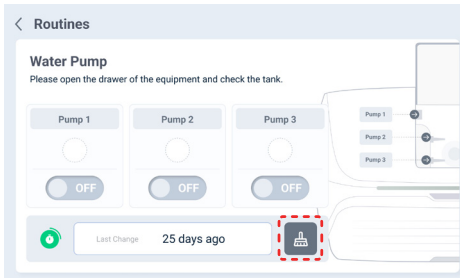 Routines
Water Pump
Please open the drawer of the equipment and check the tank.
Pump 1 Pump 2 Pump 3
OFF OFF OFF
Last Change 25 days ago
Pump 1
Pump 2
Pump 3